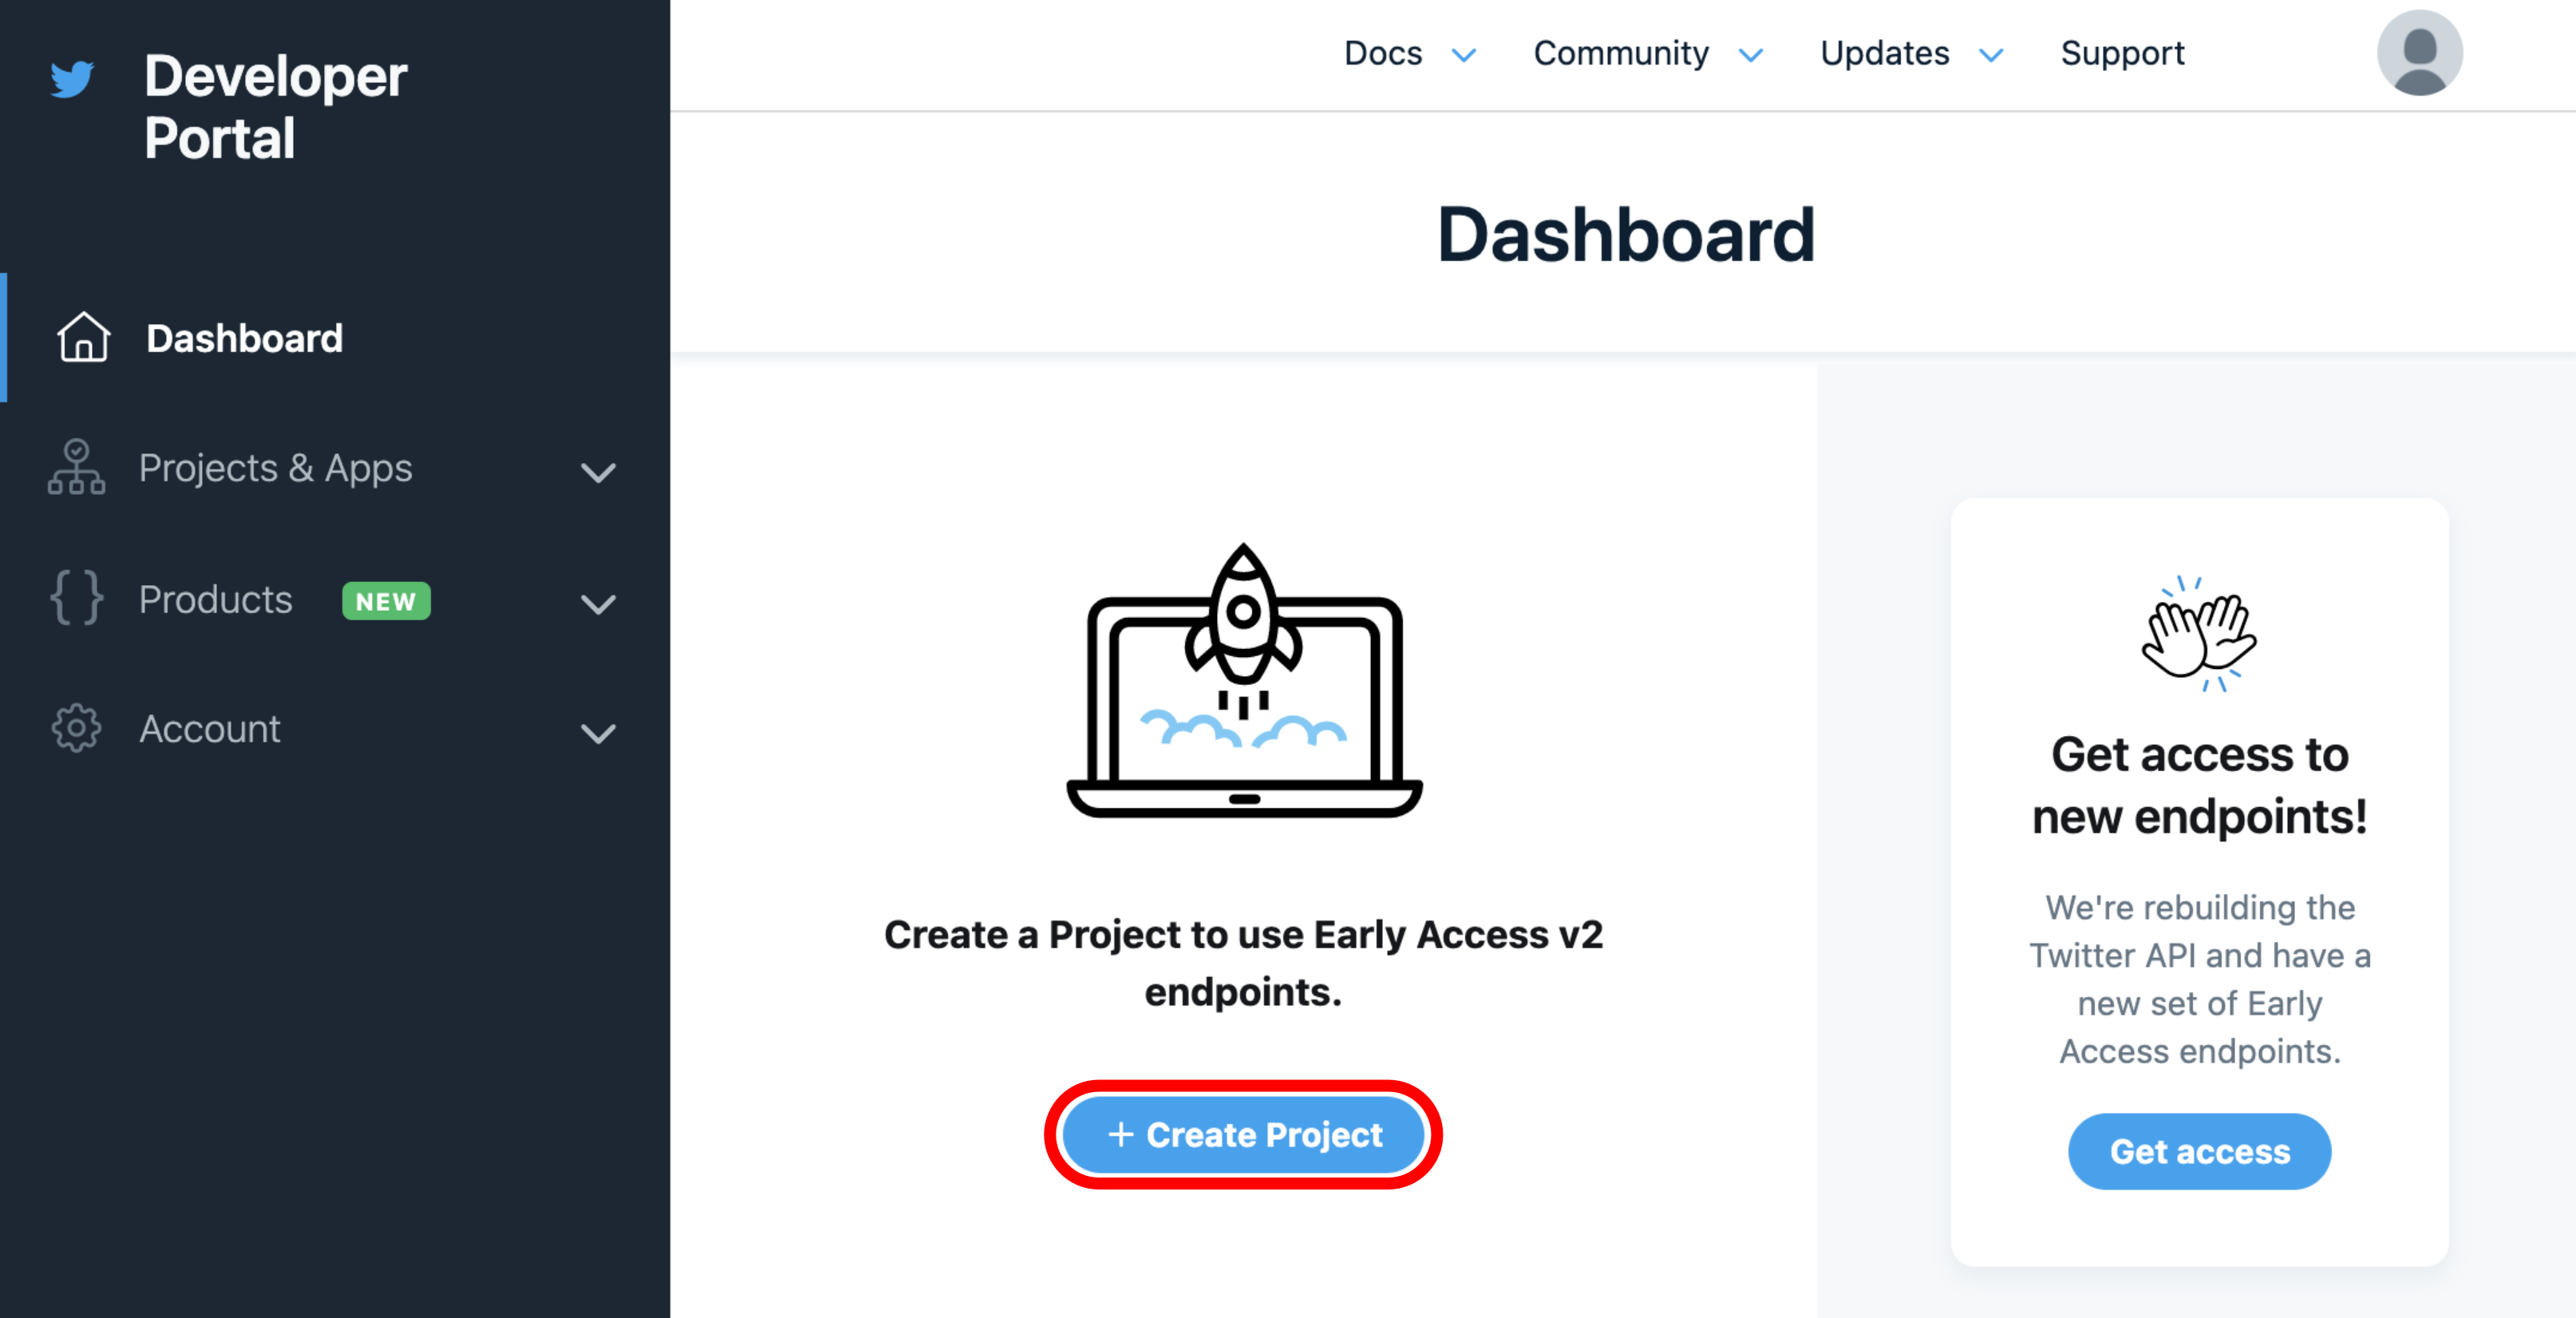 Developer
Portal
Dashboard
Projects & Apps
Products NEW
Account
Docs Community Updates Support
Dashboard
Create a Project to use Early Access v2
endpoints.
+ Create Project
Get access to
new endpoints!
We're rebuilding the
Twitter API and have a
new set of Early
Access endpoints.
Get access